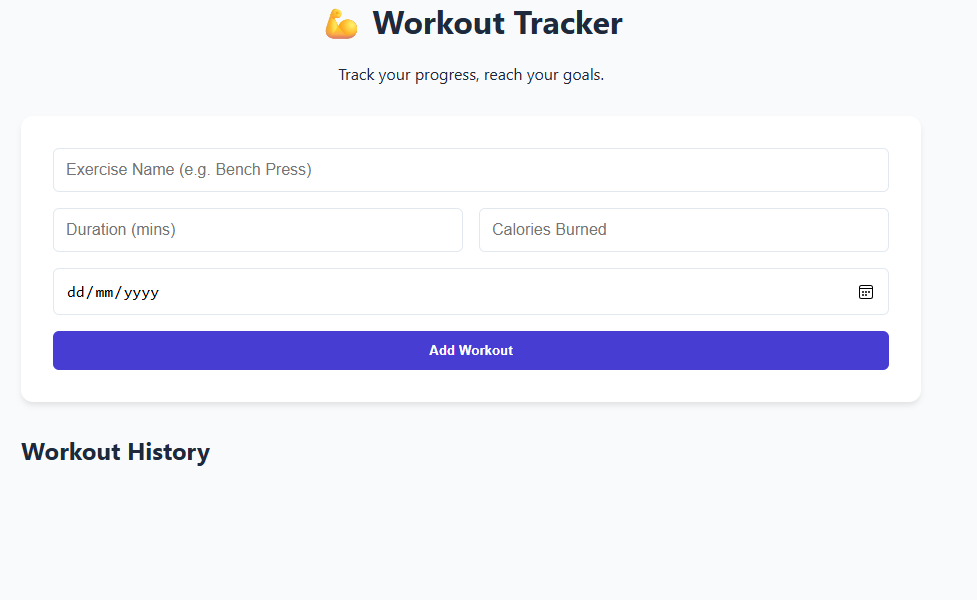 💪 Workout Tracker
Track your progress, reach your goals.
Exercise Name (e.g. Bench Press)
Duration (mins) Calories Burned
dd/mm/yyyy
Add Workout
Workout History